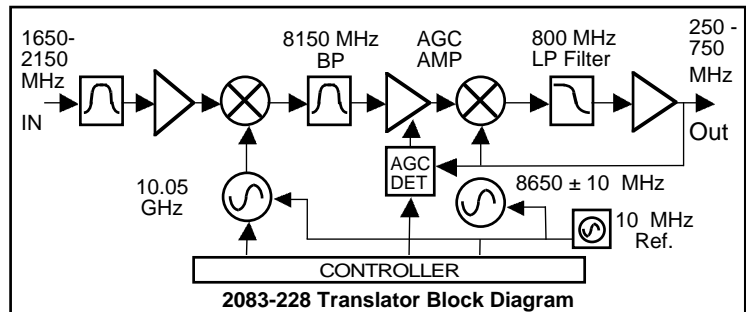 1650-
2150
MHz
IN
8150 MHz
BP
AGC
AMP
800 MHz
LP Filter
250 -
750
MHz
Out
10.05
GHz
AGC
DET
8650 ± 10 MHz
10 MHz
Ref.
CONTROLLER
2083-228 Translator Block Diagram